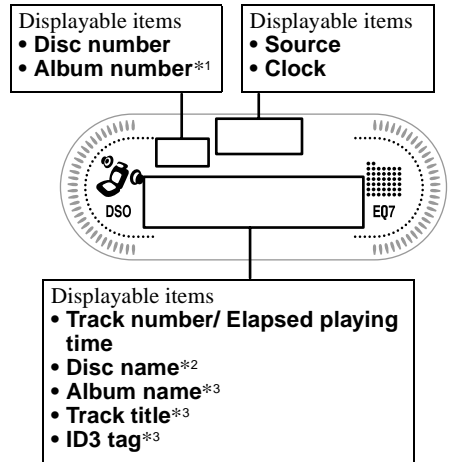 Displayable items
• Disc number
• Album number*1
Displayable items
• Source
• Clock
DSO
EQ7
Displayable items
• Track number/ Elapsed playing
time
• Disc name*2
• Album name*3
• Track title*3
• ID3 tag*3